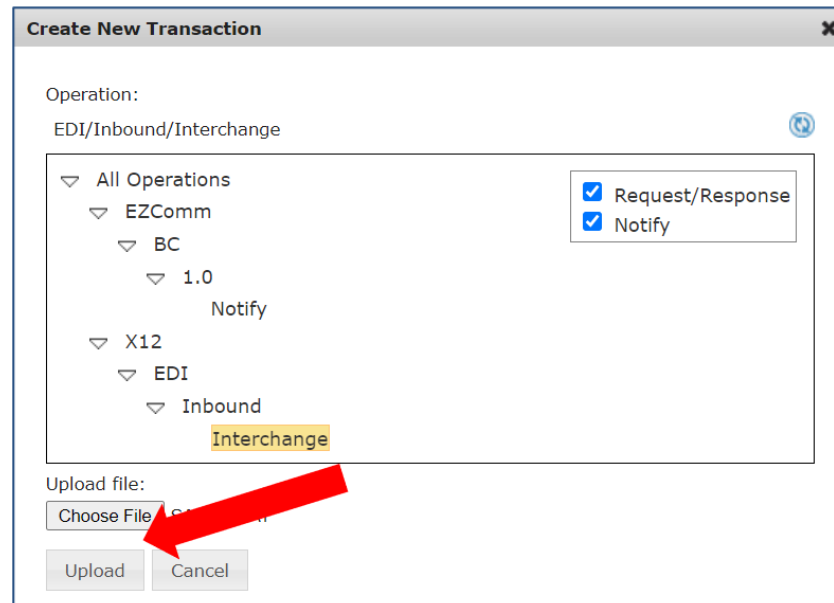 Create New Transaction
Operation:
EDI/Inbound/Interchange
All Operations
Request/Response
EZComm
Notify
BC
1.0
Notify
X12
EDI
Inbound
Interchange
Upload file:
Choose File
Upload Cancel